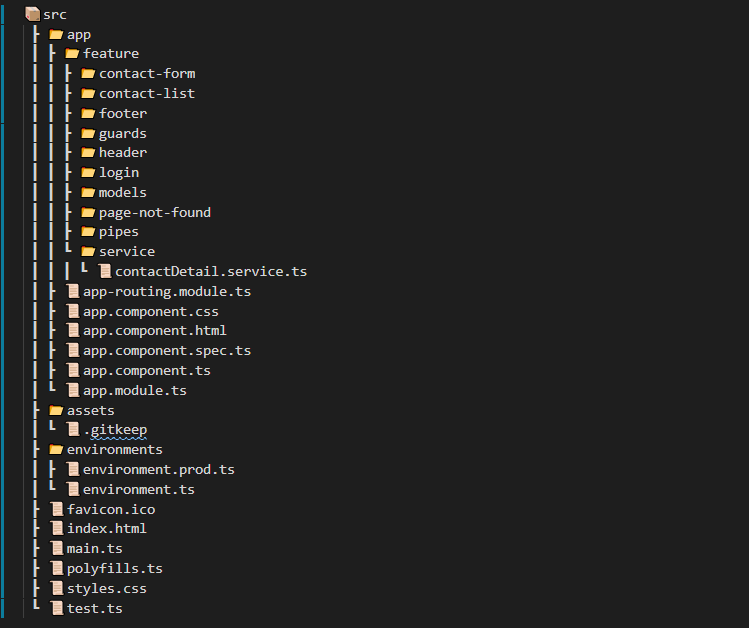 src
app
feature
contact-form
contact-list
footer
guards
header
login
models
page-not-found
pipes
service
contactDetail.service.ts
app-routing.module.ts
app.component.css
app.component.html
app.component.spec.ts
app.component.ts
app.module.ts
assets
.gitkeep
environments
environment.prod.ts
environment.ts
favicon.ico
index.html
main.ts
polyfills.ts
styles.css
test.ts